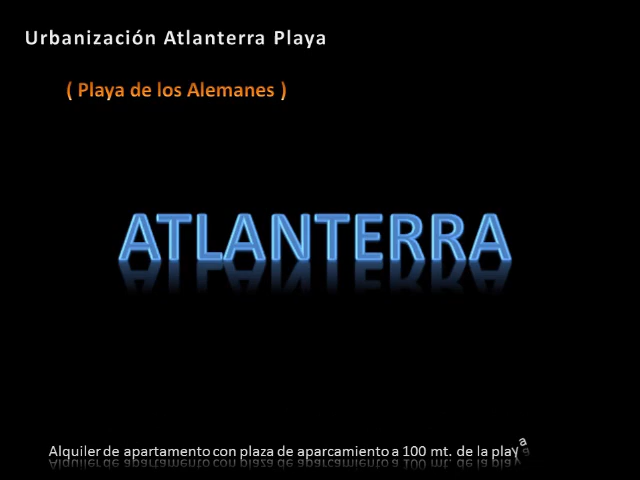 Urbanización Atlanterra Playa
( Playa de los Alemanes )
ATLANTERRA
Alquiler de apartamento con plaza de aparcamiento a 100 mt. de la playa